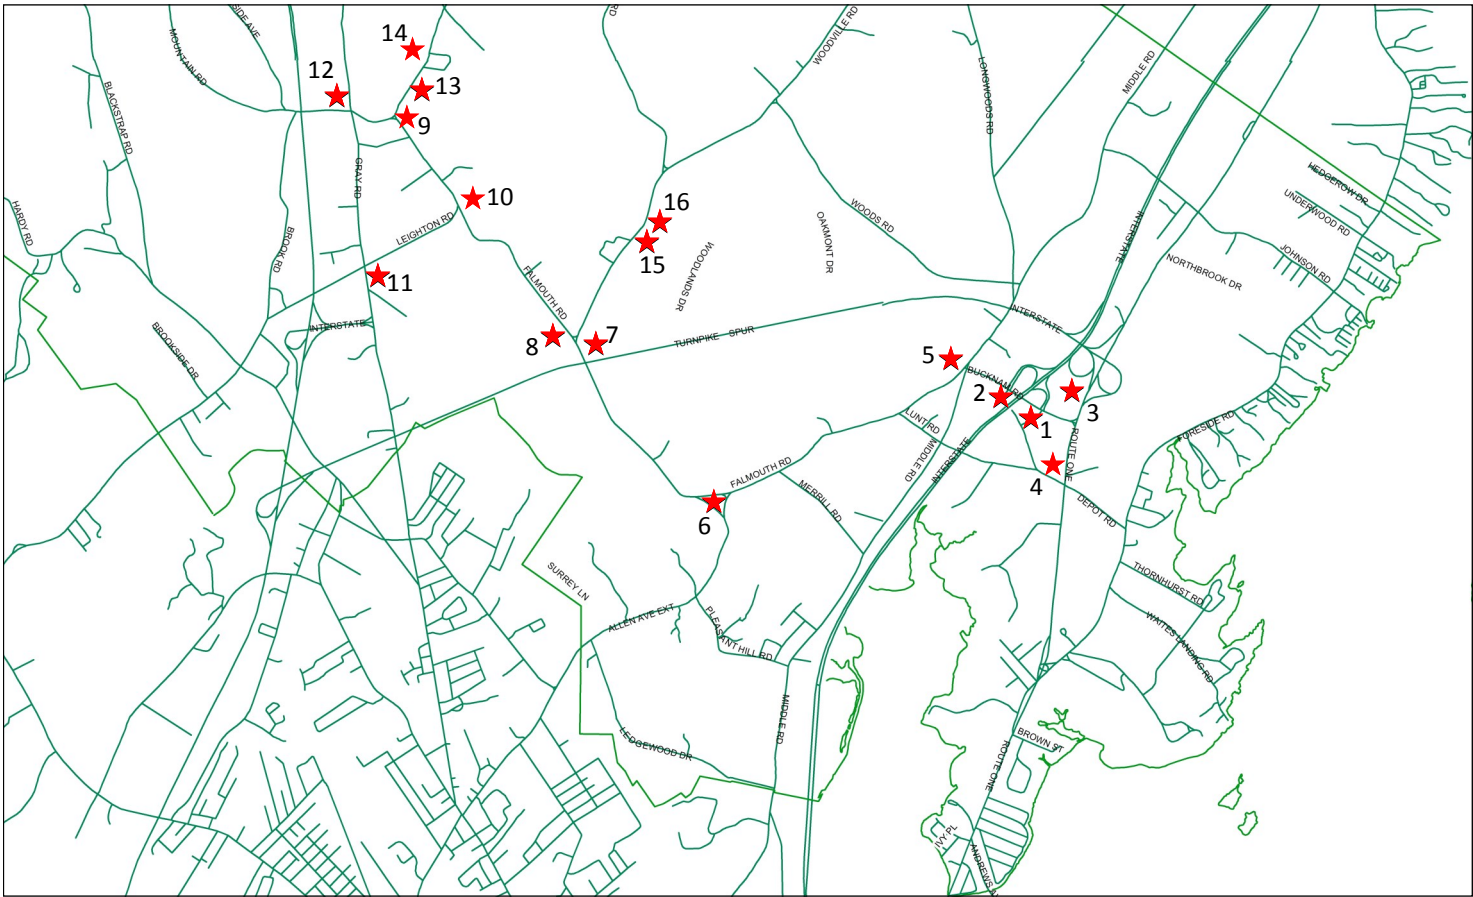 SIDE AVE
RD
WOODVILLE RD
MOUNTAIN RD
14
12
13
9
BLACKSTRAP RD
LONGWOODS RD
MIDDLE RD
GRAY RD
HEDGEROW DR
UNDERWOOD RD
10
16
HARDY RD
LEIGHTON RD
WOODS RD
OAKMONT DR
INTERSTATE
BROOK RD
15
WOODLANDS DR
JOHNSON RD
NORTHBROOK DR
11
FALMOUTH RD
INTERSTATE
INTERSTATE
BROOKSIDE DR
8
7
TURNPIKE SPUR
5
BUCKNAM RD
2
3
1
LUNT RD
MIDDLE RD
INTERSTATE
ROUTE ONE
FORESIDE RD
4
FALMOUTH RD
MERRILL RD
DEPOT RD
6
SURREY LN
THORNHURST RD
ALLEN AVE EXT
PLEASANT HILL RD
WAITES LANDING RD
MIDDLE RD
LEDGEWOOD DR
BROWN ST
ROUTE ONE
IVY PL
ANDREWS